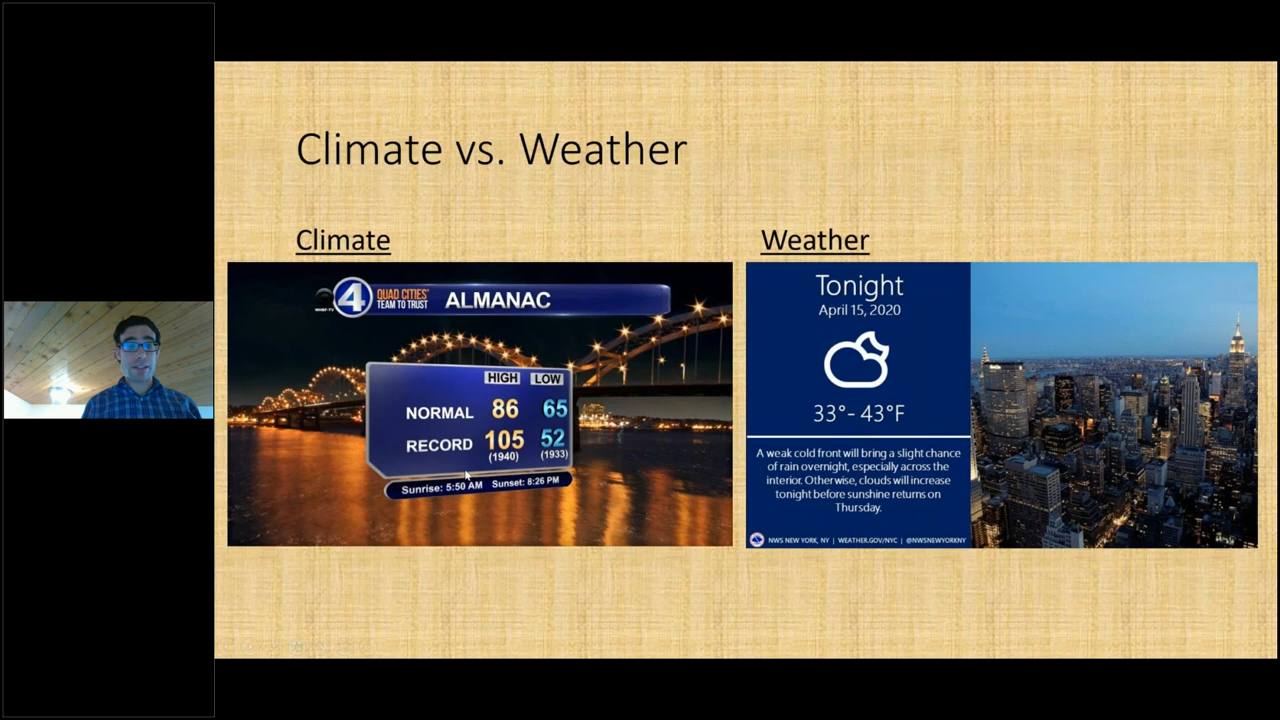 Climate vs. Weather
Climate
Weather
4
QUAD CITIES'
TEAM TO TRUST
ALMANAC
HIGH LOW
NORMAL 86 65
RECORD 105 52
(1940) (1933)
Sunrise: 5:50 AM Sunset: 8:26 PM
Tonight
April 15, 2020
33°- 43°F
A weak cold front will bring a slight chance
of rain overnight, especially across the
interior. Otherwise, clouds will increase
tonight before sunshine returns on
Thursday.
NWS NEW YORK, NY | WEATHER.GOV/NYC | @NWSNEWYORKNY